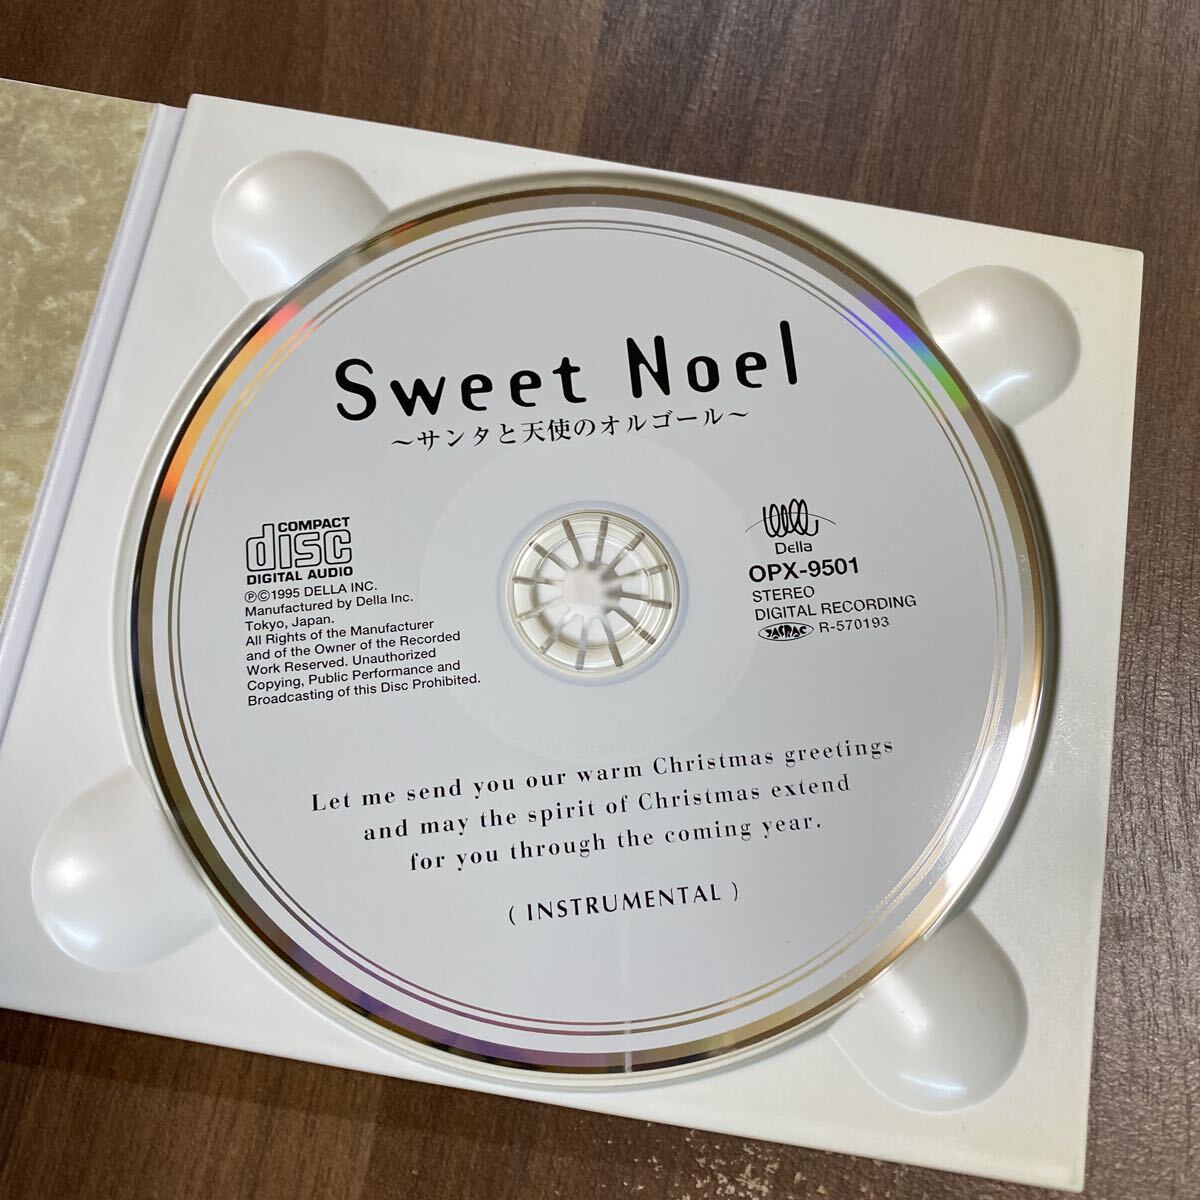 Sweet Noel
～サンタと天使のオルゴール～
COMPACT
disc
DIGITAL AUDIO
Ⓟ©1995 DELLA INC.
Manufactured by Della Inc.
Tokyo, Japan.
All Rights of the Manufacturer
and of the Owner of the Recorded
Work Reserved. Unauthorized
Copying, Public Performance and
Broadcasting of this Disc Prohibited.
Della
OPX-9501
STEREO
DIGITAL RECORDING
JASRAC R-570193
Let me send you our warm Christmas greetings
and may the spirit of Christmas extend
for you through the coming year.
( INSTRUMENTAL )